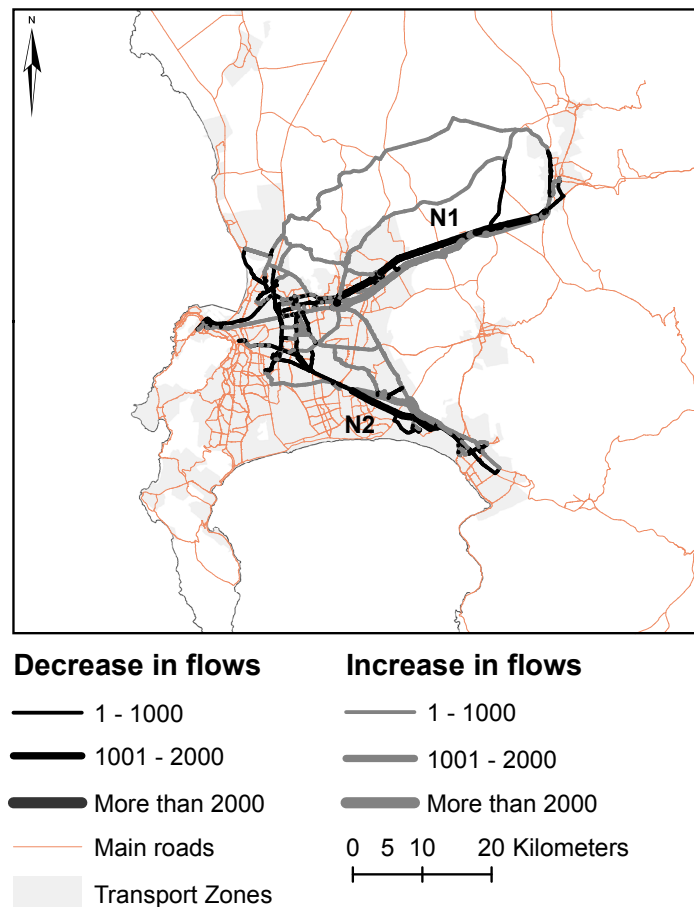 N
N1
N2
Decrease in flows
1 - 1000
1001 - 2000
More than 2000
Main roads
Transport Zones
Increase in flows
1 - 1000
1001 - 2000
More than 2000
0 5 10 20 Kilometers